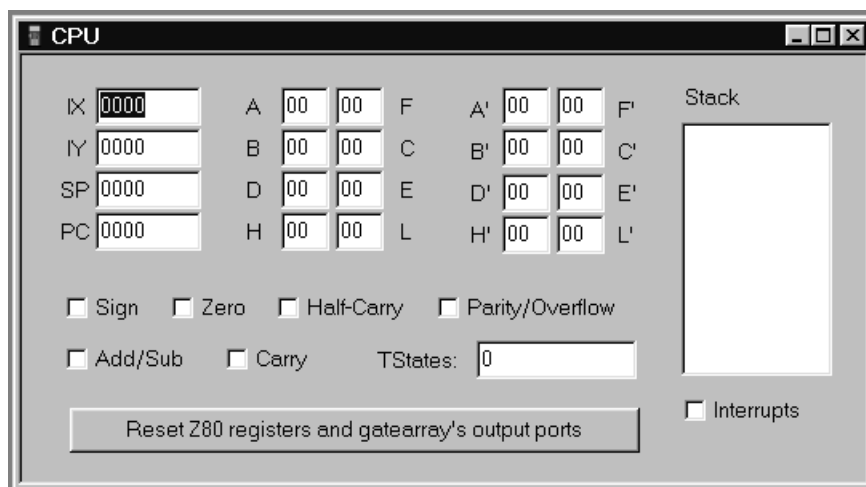 CPU
IX 0000 A 00 00 F A' 00 00 F' Stack
IY 0000 B 00 00 C B' 00 00 C'
SP 0000 D 00 00 E D' 00 00 E'
PC 0000 H 00 00 L H' 00 00 L'
Sign Zero Half-Carry Parity/Overflow
Add/Sub Carry TStates: 0
Interrupts
Reset Z80 registers and gatearray's output ports